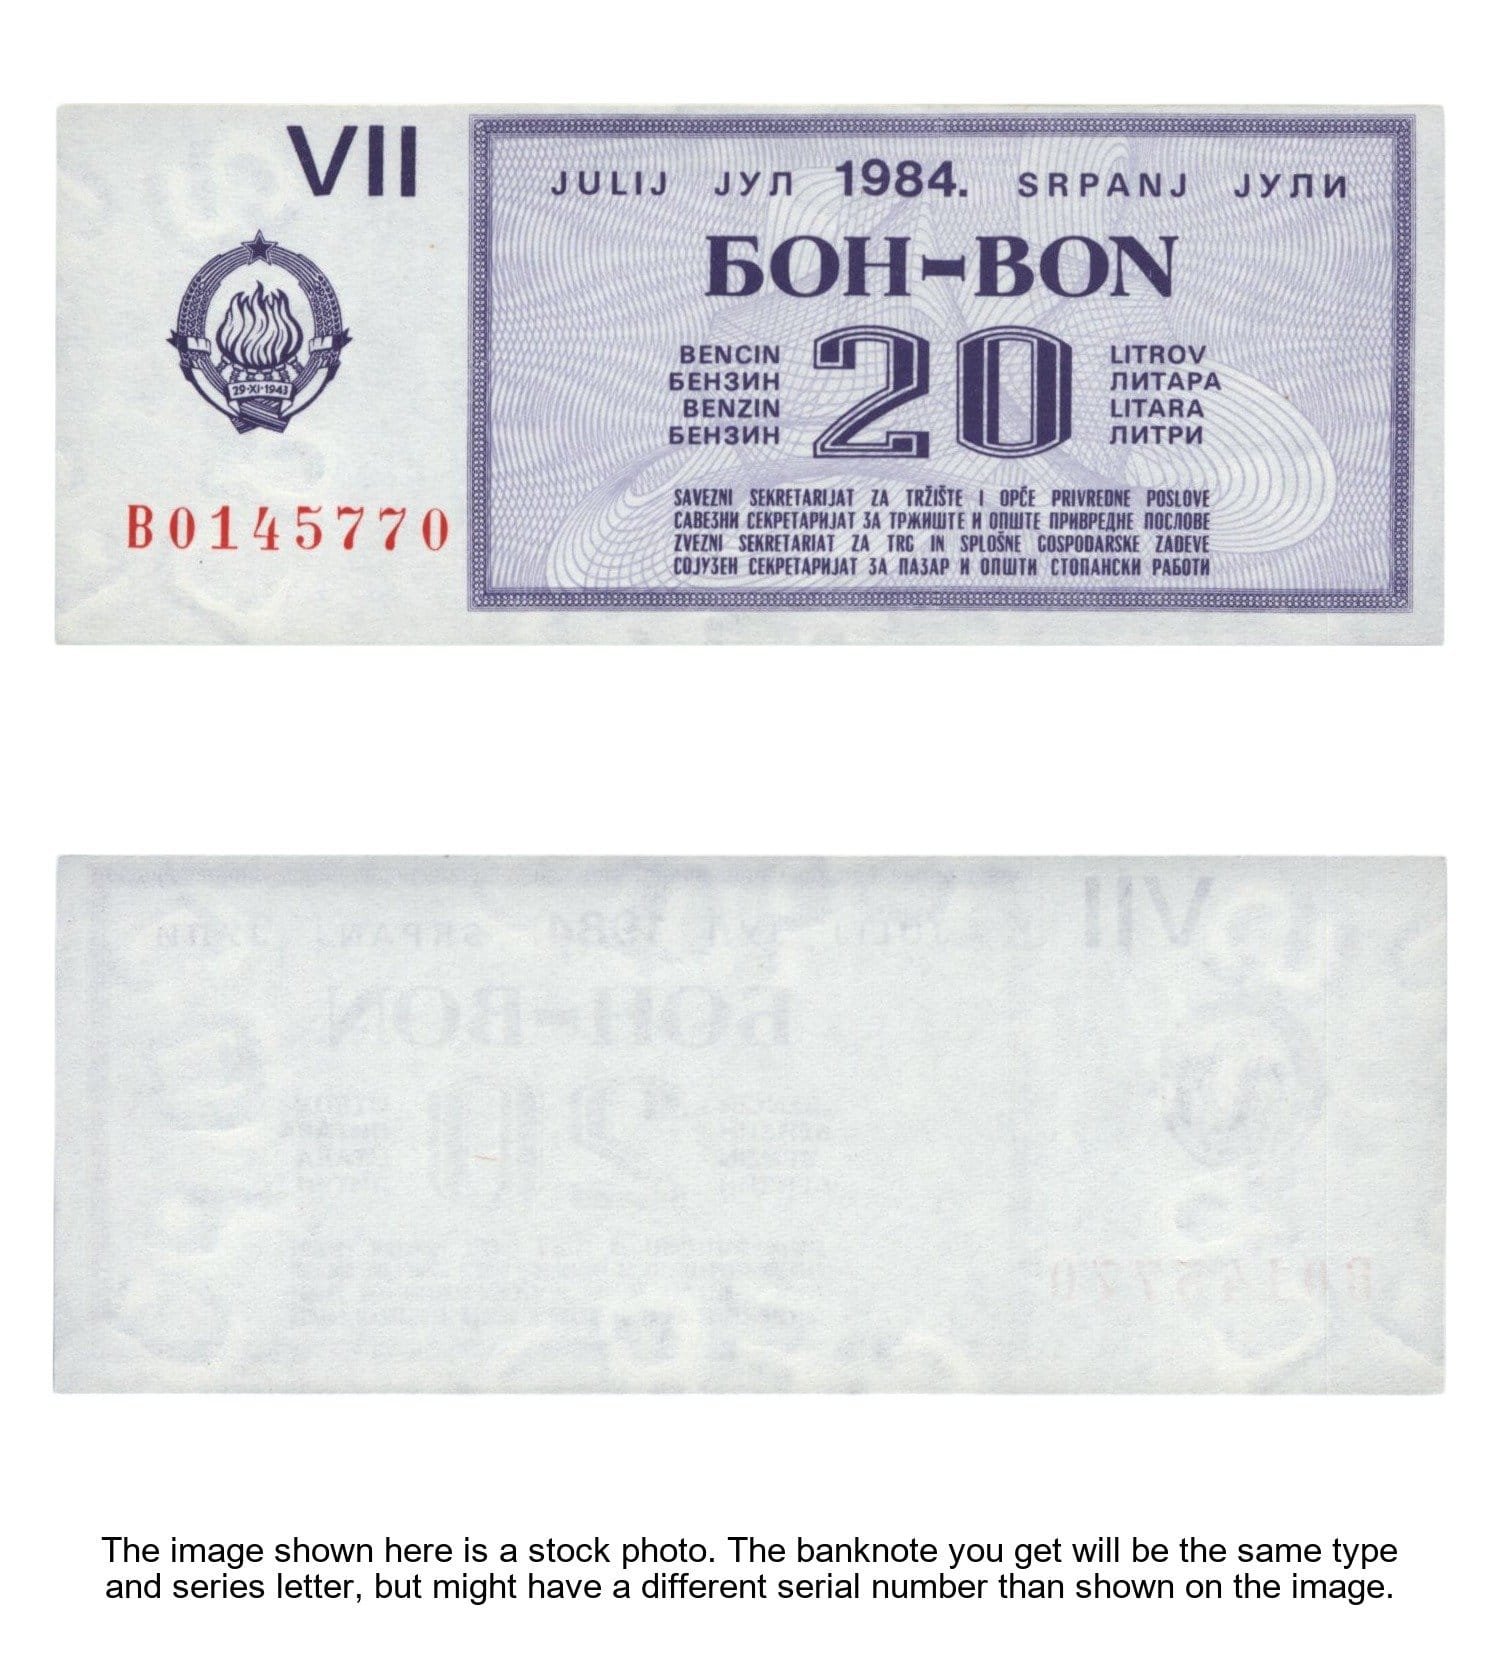 VII
JULIJ ЈУЛ 1984. SRPANJ ЈУЛИ
БОН-BON
BENCIN 20 LITROV
БЕНЗИН ЛИТАРА
BENZIN LITARA
БЕНЗИН ЛИТРИ
29·XI·1943
B0145770
SAVEZNI SEKRETARIJAT ZA TRŽIŠTE I OPĆE PRIVREDNE POSLOVE
САВЕЗНИ СЕКРЕТАРИЈАТ ЗА ТРЖИШТЕ И ОПШТЕ ПРИВРЕДНЕ ПОСЛОВЕ
ZVEZNI SEKRETARIAT ZA TRG IN SPLOŠNE GOSPODARSKE ZADEVE
СОЈУЗЕН СЕКРЕТАРИЈАТ ЗА ПАЗАР И ОПШТИ СТОПАНСКИ РАБОТИ
The image shown here is a stock photo. The banknote you get will be the same type
and series letter, but might have a different serial number than shown on the image.